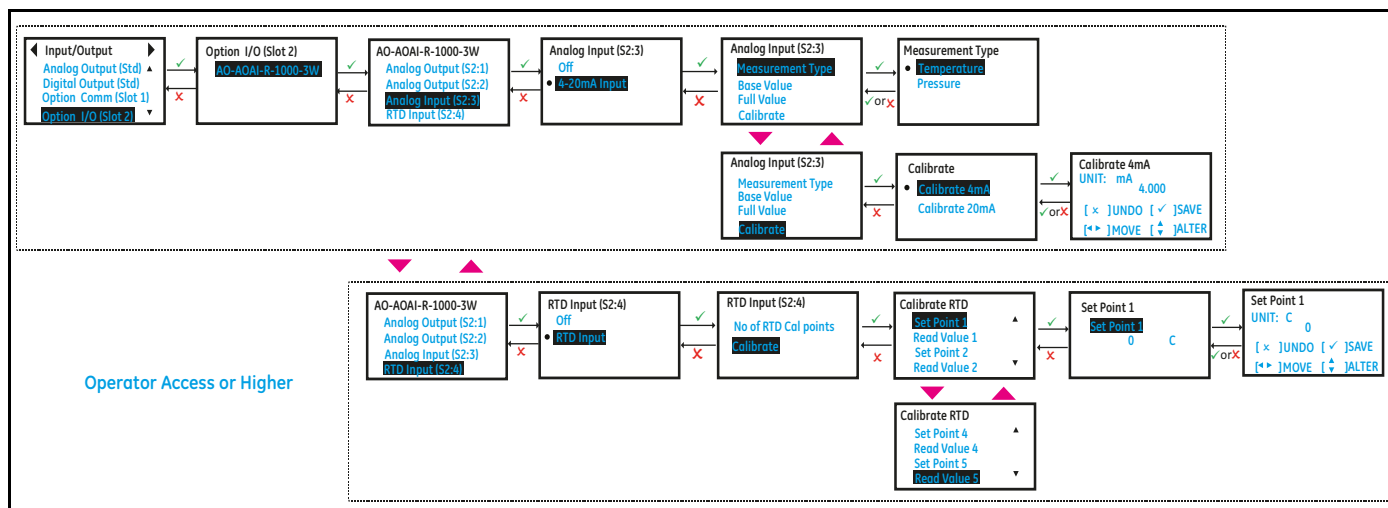 Input/Output
Analog Output (Std)
Digital Output (Std)
Option Comm (Slot 1)
Option I/O (Slot 2)
Option I/O (Slot 2)
AO-AOAI-R-1000-3W
AO-AOAI-R-1000-3W
Analog Output (S2:1)
Analog Output (S2:2)
Analog Input (S2:3)
RTD Input (S2:4)
Analog Input (S2:3)
Off
4-20mA Input
Analog Input (S2:3)
Measurement Type
Base Value
Full Value
Calibrate
✓or✗
Measurement Type
Temperature
Pressure
Analog Input (S2:3)
Measurement Type
Base Value
Full Value
Calibrate
Calibrate
Calibrate 4mA
Calibrate 20mA
✓or✗
Calibrate 4mA
UNIT: mA
4.000
[ × ]UNDO [ ✓ ]SAVE
[◄► ]MOVE [ ▲▼ ]ALTER
AO-AOAI-R-1000-3W
Analog Output (S2:1)
Analog Output (S2:2)
Analog Input (S2:3)
RTD Input (S2:4)
RTD Input (S2:4)
Off
RTD Input
RTD Input (S2:4)
No of RTD Cal points
Calibrate
Calibrate RTD
Set Point 1
Read Value 1
Set Point 2
Read Value 2
Set Point 1
Set Point 1
0 C
✓or✗
Set Point 1
UNIT: C
0
[ × ]UNDO [ ✓ ]SAVE
[◄► ]MOVE [ ▲▼ ]ALTER
Operator Access or Higher
Calibrate RTD
Set Point 4
Read Value 4
Set Point 5
Read Value 5